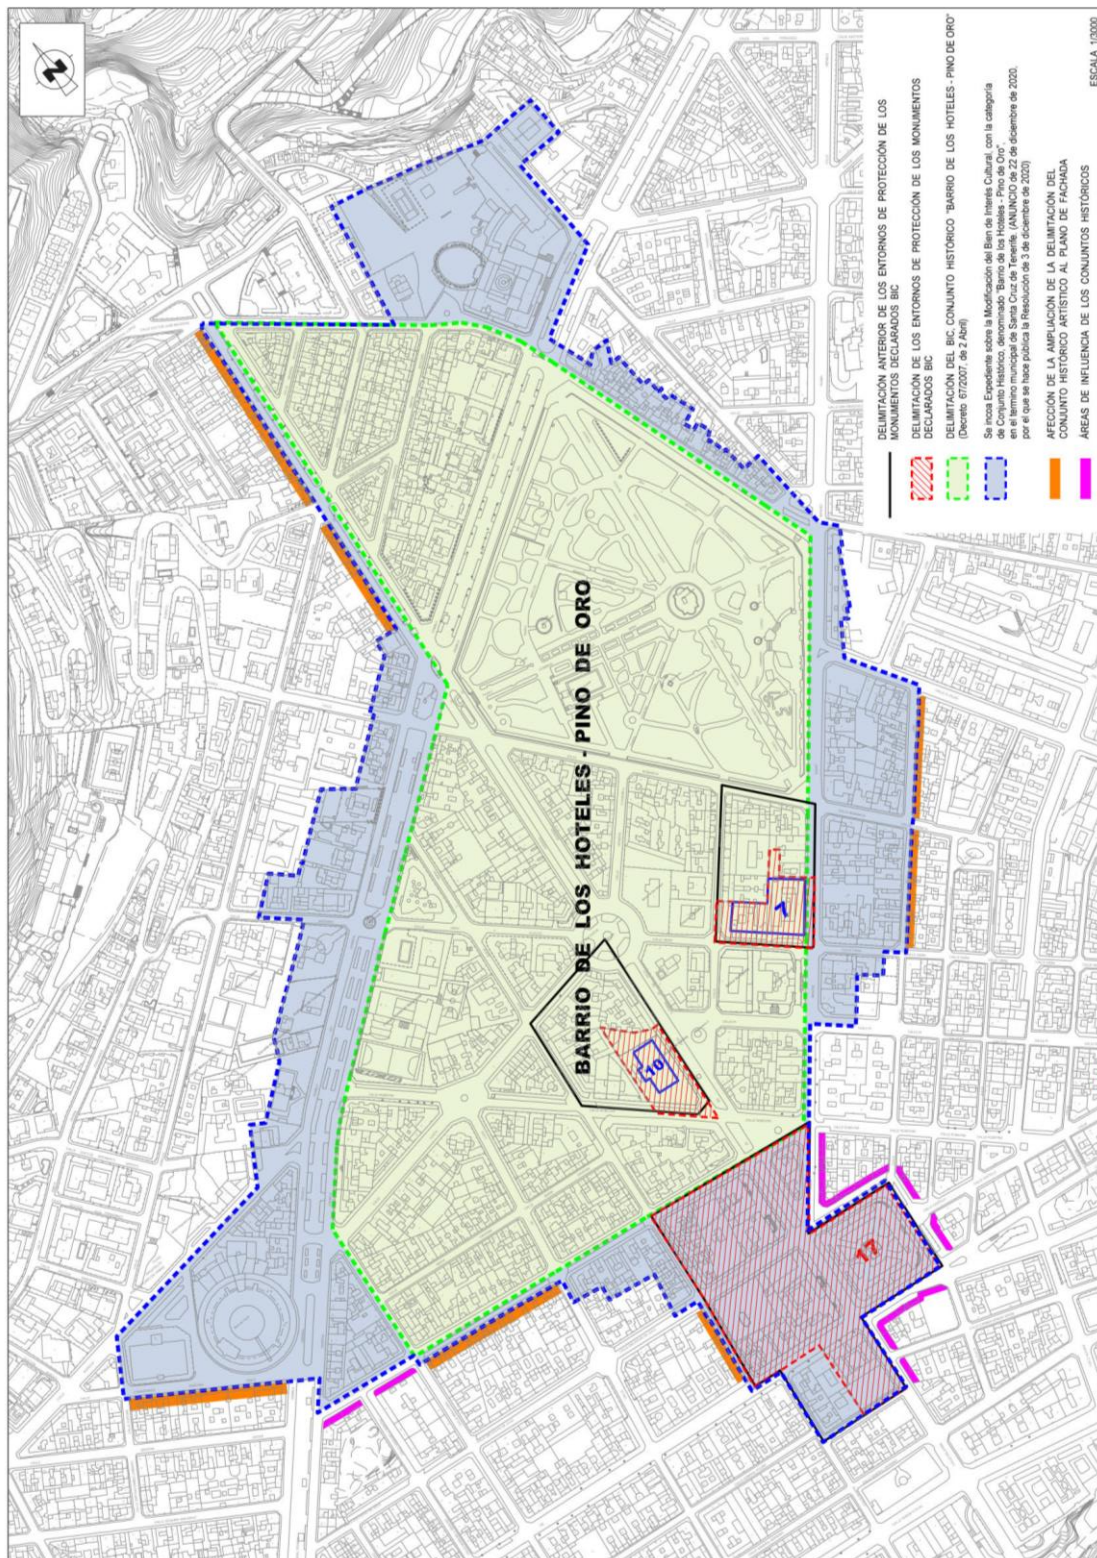 N
BARRIO DE LOS HOTELES - PINO DE ORO
7
10
17
DELIMITACIÓN ANTERIOR DE LOS ENTORNOS DE PROTECCIÓN DE LOS
MONUMENTOS DECLARADOS BIC
DELIMITACIÓN DE LOS ENTORNOS DE PROTECCIÓN DE LOS MONUMENTOS
DECLARADOS BIC
DELIMITACIÓN DEL BIC, CONJUNTO HISTÓRICO "BARRIO DE LOS HOTELES - PINO DE ORO"
(Decreto 67/2007, de 2 Abril)
Se incoa Expediente sobre la Modificación del Bien de Interés Cultural, con la categoría
de Conjunto Histórico, denominado "Barrio de los Hoteles - Pino de Oro",
en el termino municipal de Santa Cruz de Tenerife. (ANUNCIO de 22 de diciembre de 2020,
por el que se hace pública la Resolución de 3 de diciembre de 2020)
AFECCIÓN DE LA AMPLIACIÓN DE LA DELIMITACIÓN DEL
CONJUNTO HISTÓRICO ARTÍSTICO AL PLANO DE FACHADA
ÁREAS DE INFLUENCIA DE LOS CONJUNTOS HISTÓRICOS
ESCALA 1/3000